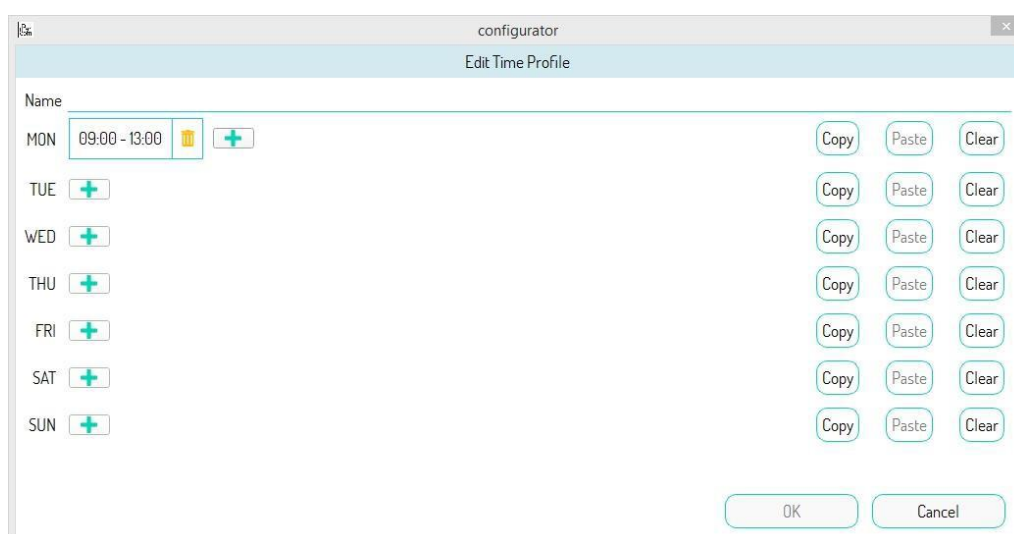 configurator
Edit Time Profile
Name
MON 09:00 - 13:00 Copy Paste Clear
TUE Copy Paste Clear
WED Copy Paste Clear
THU Copy Paste Clear
FRI Copy Paste Clear
SAT Copy Paste Clear
SUN Copy Paste Clear
OK Cancel